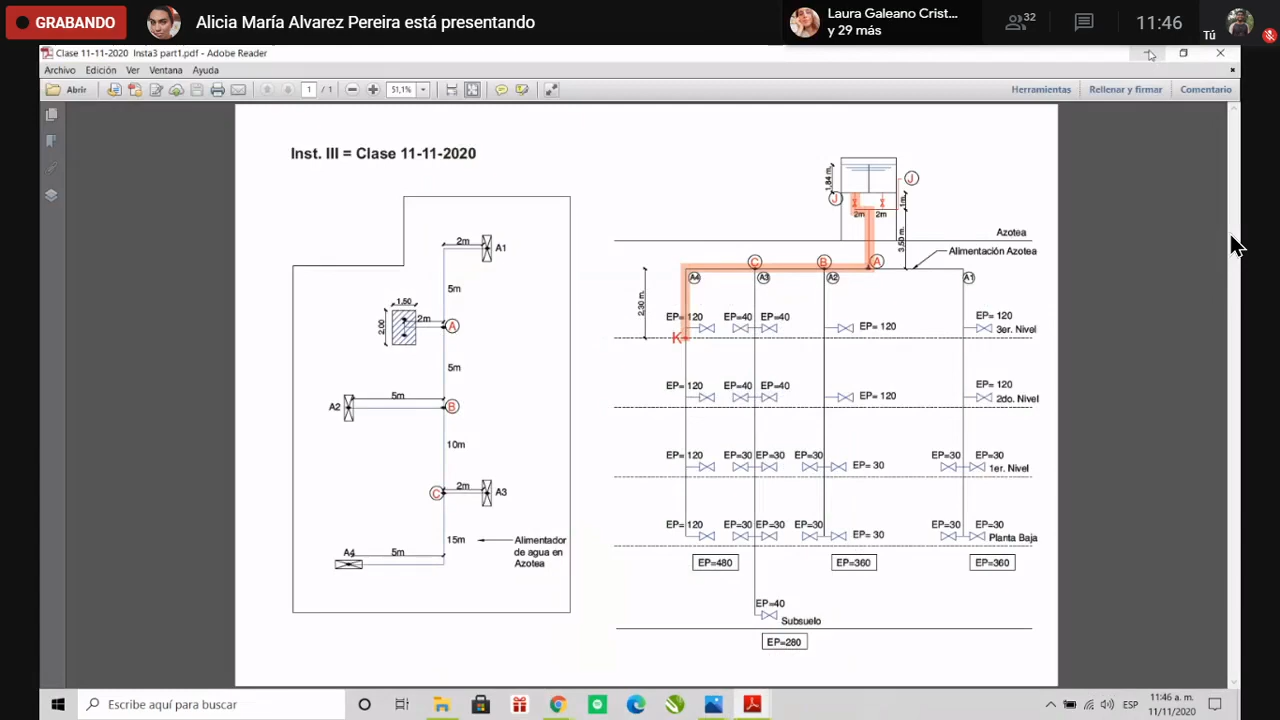 GRABANDO
Alicia María Alvarez Pereira está presentando
Laura Galeano Crist...
y 29 más
32
11:46
Tú
Clase 11-11-2020 Insta3 part1.pdf - Adobe Reader
Archivo Edición Ver Ventana Ayuda
Abrir
1 / 1
51,1%
Herramientas
Rellenar y firmar
Comentario
Inst. III = Clase 11-11-2020
2m
A1
5m
1.50
2.00
2m
A
5m
5m
A2
B
10m
2m
C
A3
15m
A4
5m
Alimentador
de agua en
Azotea
1,84 m.
J
J
2m
2m
1m
3,50 m.
Azotea
Alimentación Azotea
C
B
A
A4
A3
A2
A1
2,30 m.
EP= 120 EP=40 EP=40
EP= 120
EP= 120
3er. Nivel
K
EP= 120 EP=40 EP=40
EP= 120
EP= 120
2do. Nivel
EP= 120 EP=30 EP=30 EP=30
EP= 30
EP=30 EP=30
1er. Nivel
EP= 120 EP=30 EP=30 EP=30
EP= 30
EP=30 EP=30
Planta Baja
EP=480
EP=360
EP=360
EP=40
Subsuelo
EP=280
Escribe aquí para buscar
ESP
11:46 a. m.
11/11/2020